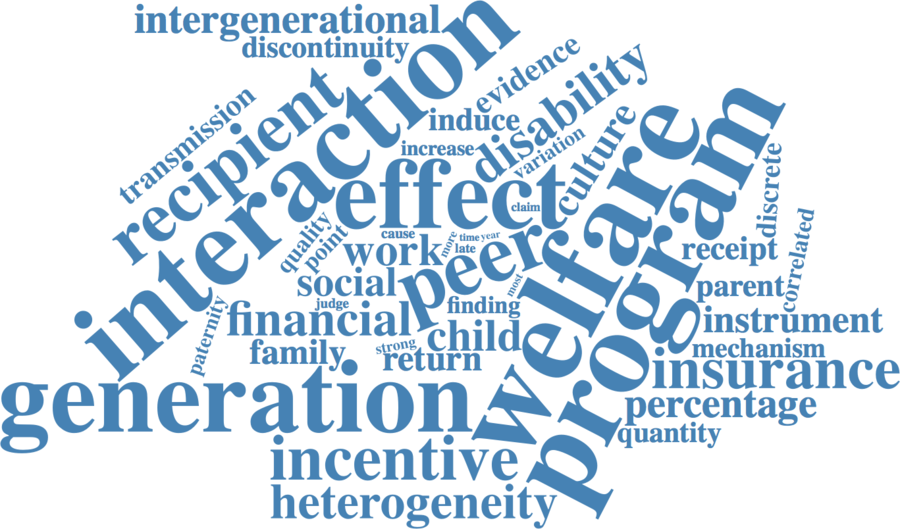 intergenerational
discontinuity
interaction
evidence
disability
recipient
transmission
induce
increase
variation
culture
effect
claim
welfare
program
discrete
correlated
quality
point
cause
work
more
time
year
late
peer
most
receipt
social
judge
finding
parent
paternity
financial
child
instrument
family
strong
return
mechanism
generation
insurance
percentage
quantity
incentive
heterogeneity